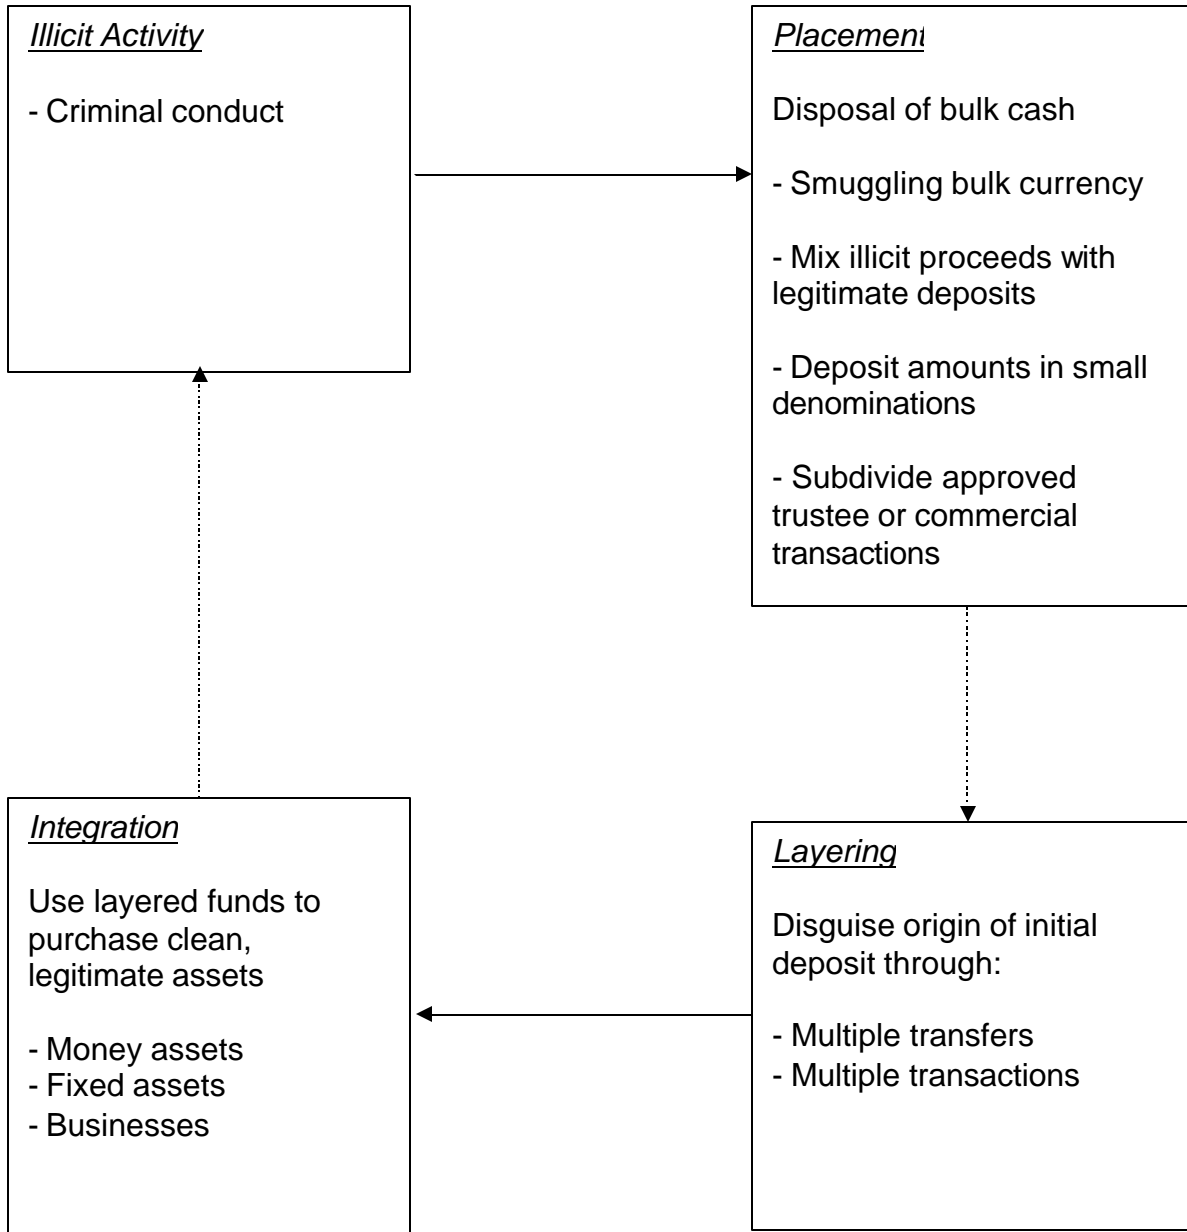 Illicit Activity
- Criminal conduct
Placement
Disposal of bulk cash
- Smuggling bulk currency
- Mix illicit proceeds with
legitimate deposits
- Deposit amounts in small
denominations
- Subdivide approved
trustee or commercial
transactions
Integration
Use layered funds to
purchase clean,
legitimate assets
- Money assets
- Fixed assets
- Businesses
Layering
Disguise origin of initial
deposit through:
- Multiple transfers
- Multiple transactions